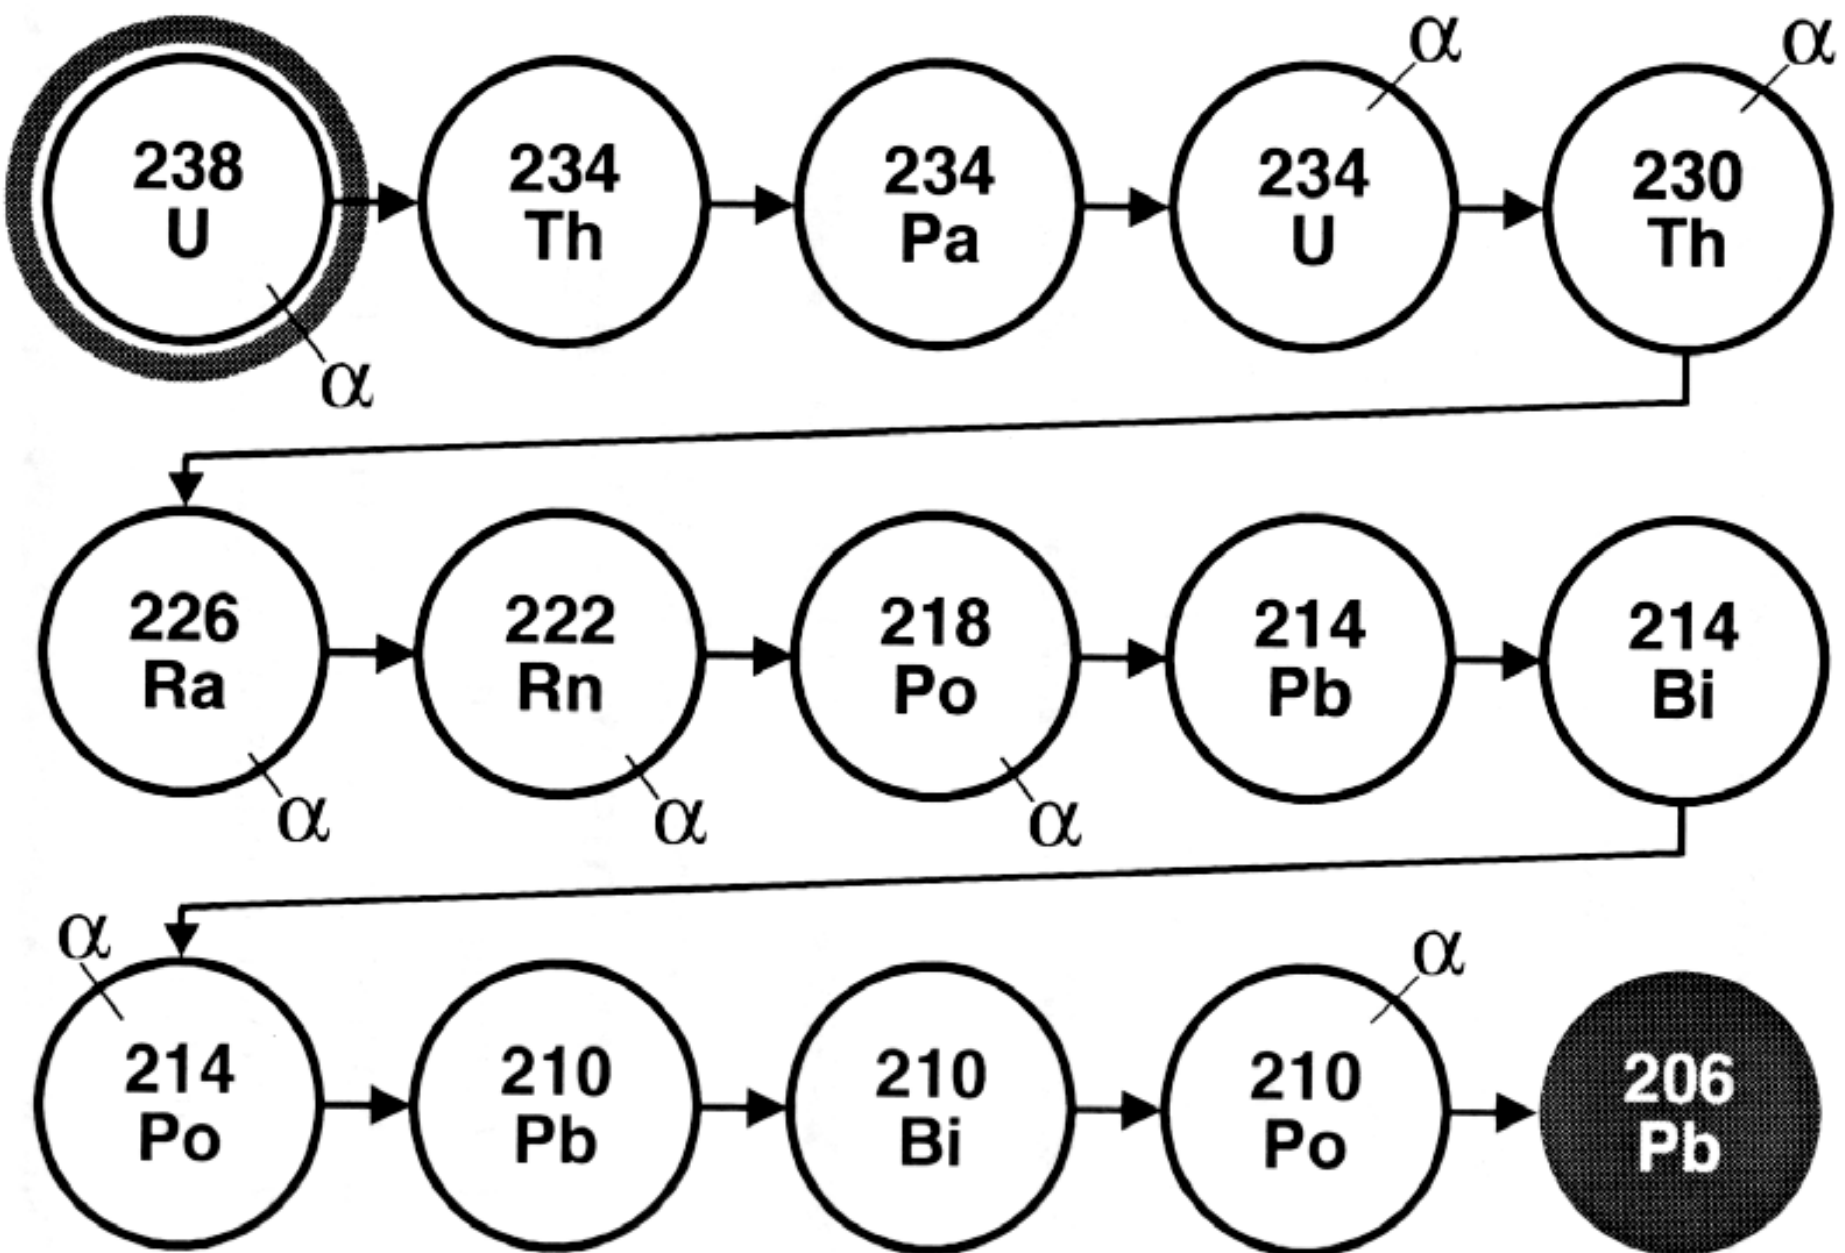 α α
238 234 234 234 230
U Th Pa U Th
α
226 222 218 214 214
Ra Rn Po Pb Bi
α α α
α α
214 210 210 210 206
Po Pb Bi Po Pb